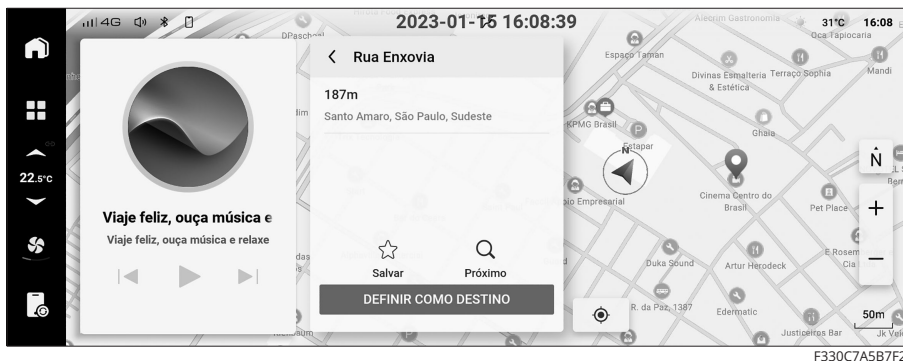 4G
2023-01-15 16:08:39
31°C 16:08
Rua Enxovia
187m
Santo Amaro, São Paulo, Sudeste
22.5°C
Viaje feliz, ouça música e
Viaje feliz, ouça música e relaxe
Salvar
Próximo
DEFINIR COMO DESTINO
DPaschoal
Alecrim Gastronomia
Oca Tapiocaria
Espaço Taman
Divinas Esmalteria
& Estética
Terraço Sophia
Mandi
KPMG Brasil
P
Estapar
N
Ghaia
Cinema Centro do
Brasil
Pet Place
N
Duka Sound
Artur Herodeck
R. da Paz, 1387
Edermatic
Justiceiros Bar
50m
F330C7A5B7F2